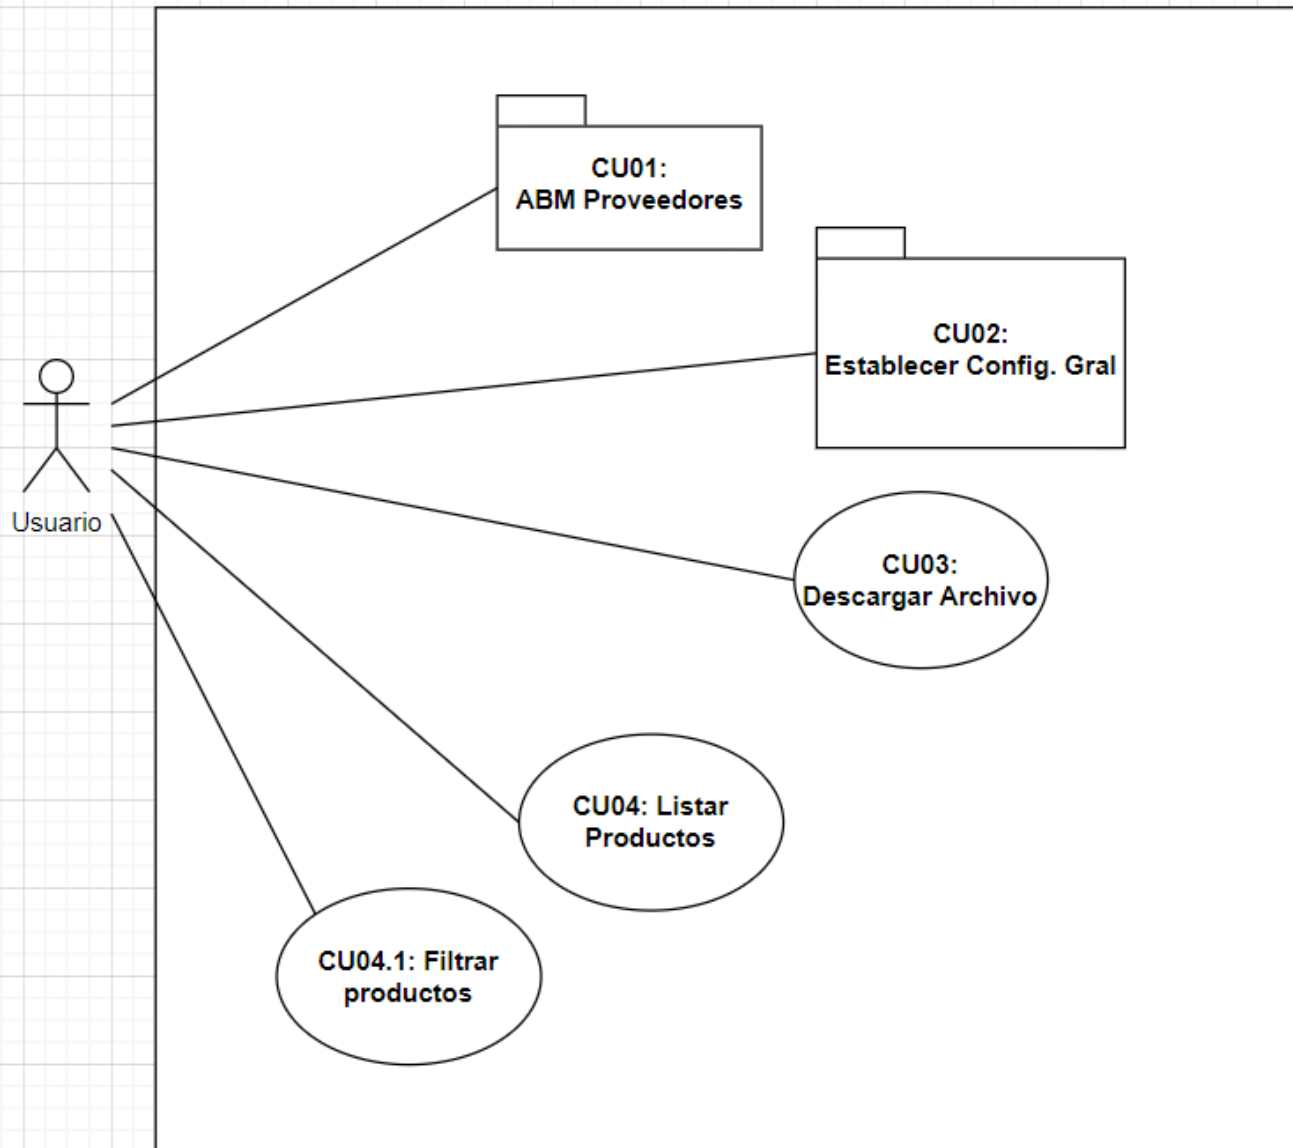 CU01:
ABM Proveedores
CU02:
Establecer Config. Gral
Usuario
CU03:
Descargar Archivo
CU04: Listar
Productos
CU04.1: Filtrar
productos